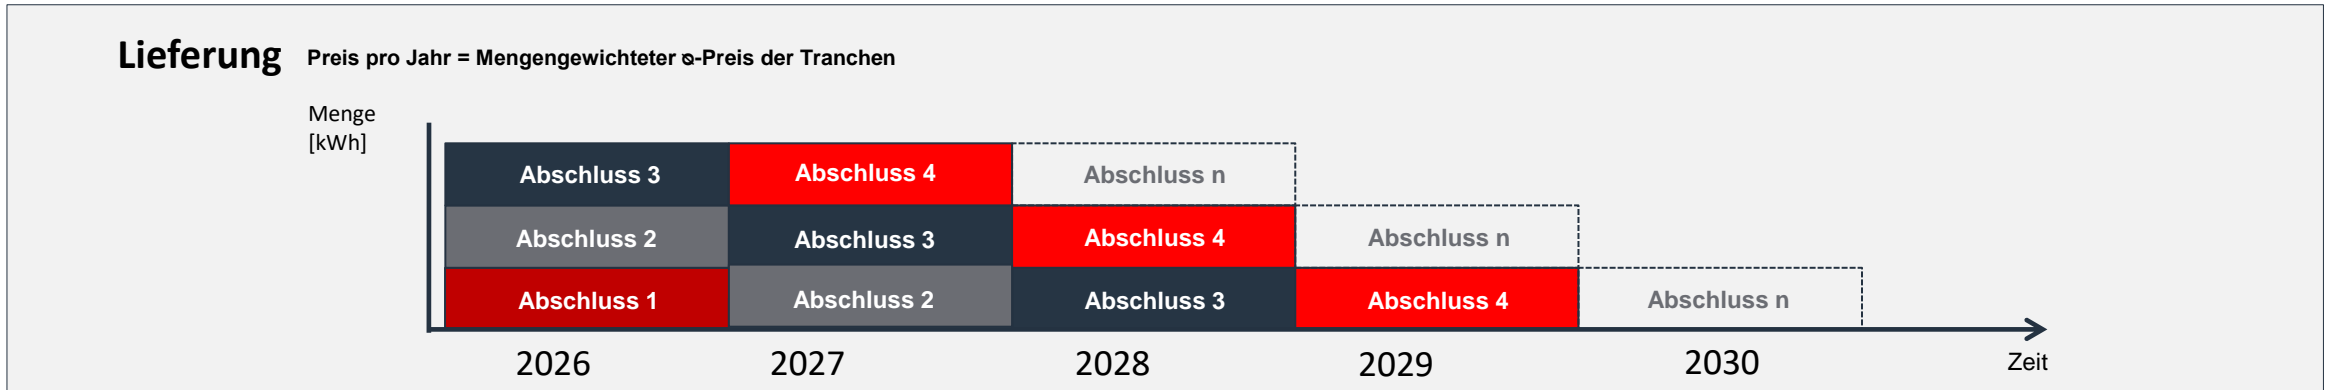 Lieferung Preis pro Jahr = Mengengewichteter ᴓ-Preis der Tranchen
Menge
[kWh]
Abschluss 3 Abschluss 4 Abschluss n
Abschluss 2 Abschluss 3 Abschluss 4 Abschluss n
Abschluss 1 Abschluss 2 Abschluss 3 Abschluss 4 Abschluss n
2026 2027 2028 2029 2030 Zeit